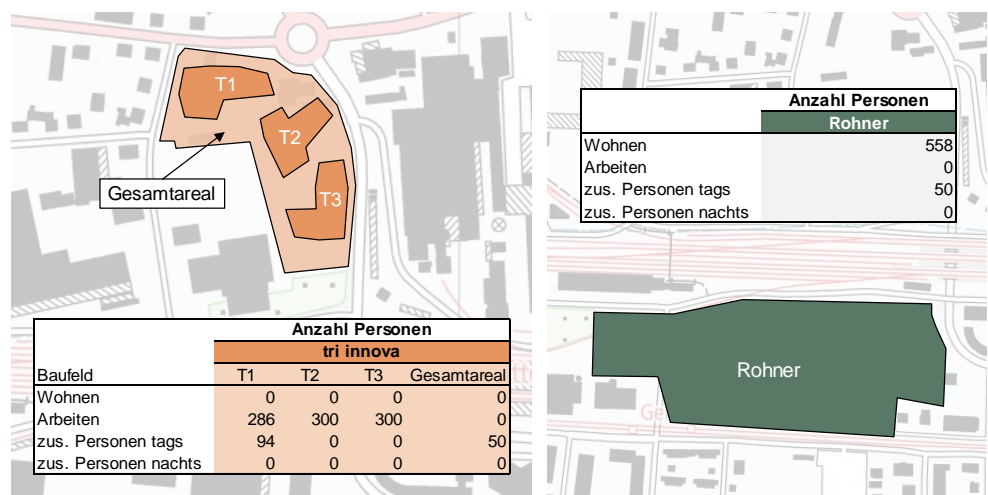 T1
T2
T3
Gesamtareal
Anzahl Personen
tri innova
Baufeld T1 T2 T3 Gesamtareal
Wohnen 0 0 0 0
Arbeiten 286 300 300 0
zus. Personen tags 94 0 0 50
zus. Personen nachts 0 0 0 0
Anzahl Personen
Rohner
Wohnen 558
Arbeiten 0
zus. Personen tags 50
zus. Personen nachts 0
Rohner